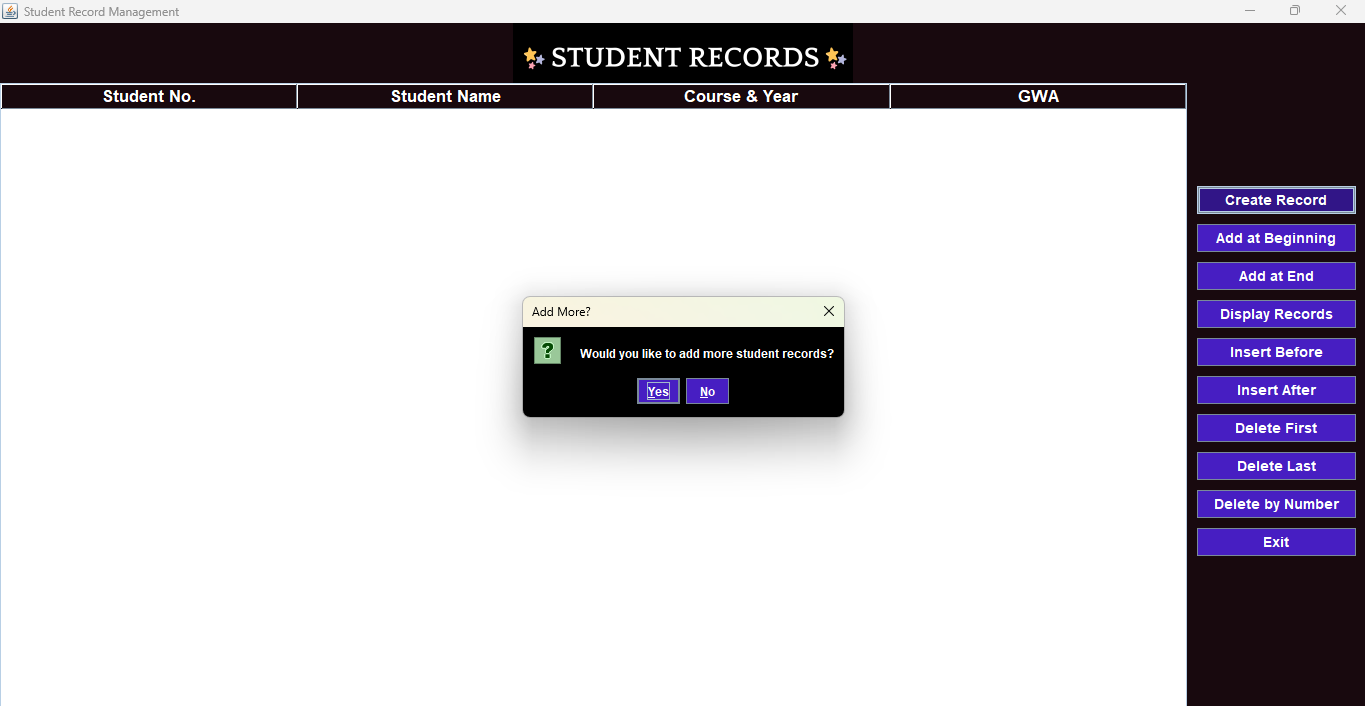 Student Record Management
STUDENT RECORDS
Student No. Student Name Course & Year GWA
Create Record
Add at Beginning
Add at End
Display Records
Insert Before
Insert After
Delete First
Delete Last
Delete by Number
Exit
Add More?
? Would you like to add more student records?
Yes No